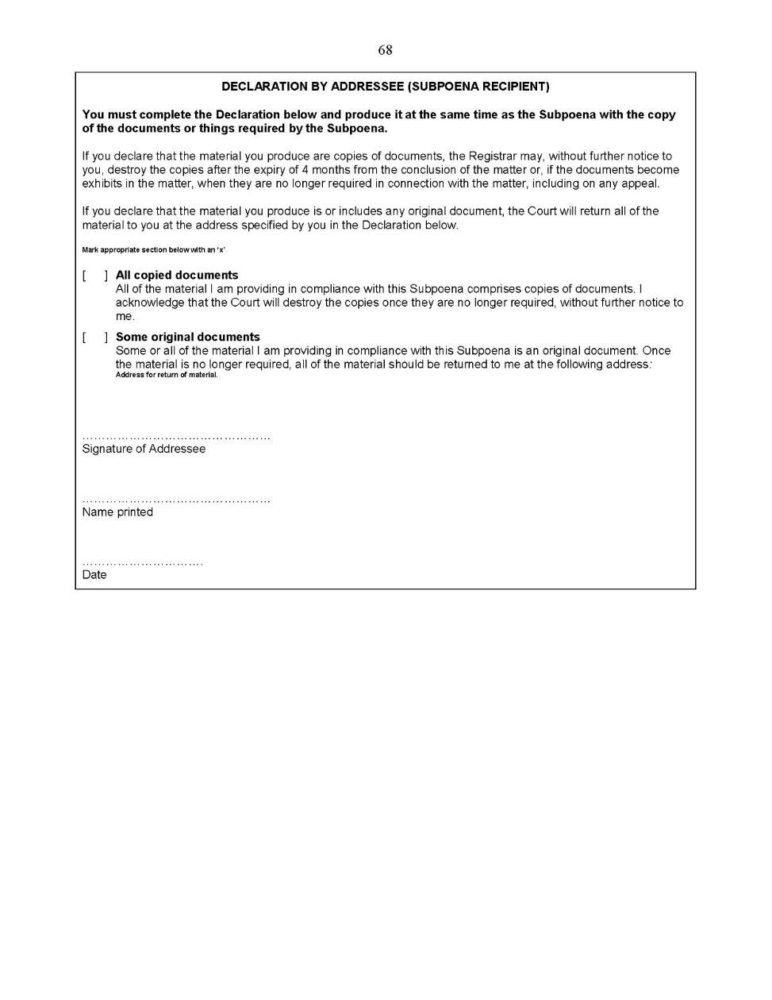 68
DECLARATION BY ADDRESSEE (SUBPOENA RECIPIENT)
You must complete the Declaration below and produce it at the same time as the Subpoena with the copy
of the documents or things required by the Subpoena.
If you declare that the material you produce are copies of documents, the Registrar may, without further notice to
you, destroy the copies after the expiry of 4 months from the conclusion of the matter or, if the documents become
exhibits in the matter, when they are no longer required in connection with the matter, including on any appeal.
If you declare that the material you produce is or includes any original document, the Court will return all of the
material to you at the address specified by you in the Declaration below.
Mark appropriate section below with an ‘x’
[ ] All copied documents
All of the material I am providing in compliance with this Subpoena comprises copies of documents. I
acknowledge that the Court will destroy the copies once they are no longer required, without further notice to
me.
[ ] Some original documents
Some or all of the material I am providing in compliance with this Subpoena is an original document. Once
the material is no longer required, all of the material should be returned to me at the following address:
Address for return of material.
…………………………………………
Signature of Addressee
…………………………………………
Name printed
………………………….
Date